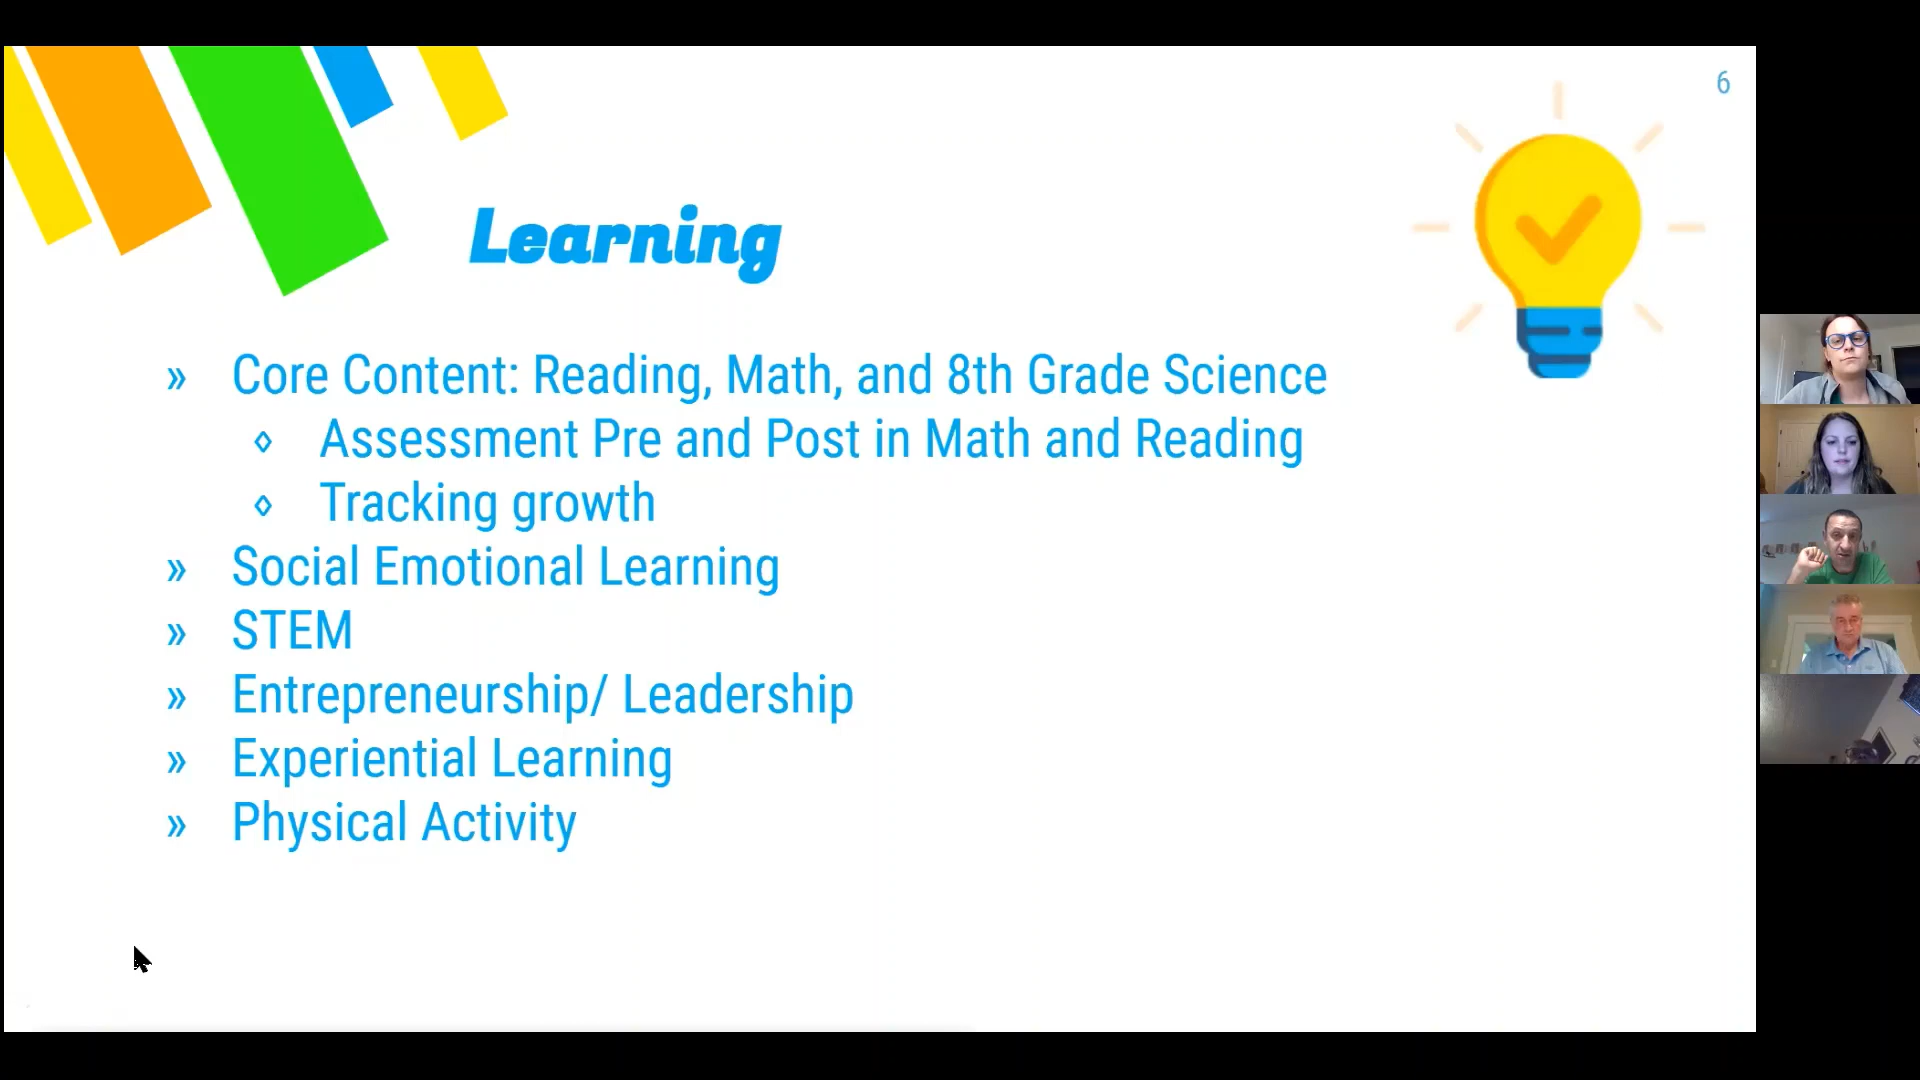 6
Learning
» Core Content: Reading, Math, and 8th Grade Science
⬨ Assessment Pre and Post in Math and Reading
⬨ Tracking growth
» Social Emotional Learning
» STEM
» Entrepreneurship/ Leadership
» Experiential Learning
» Physical Activity